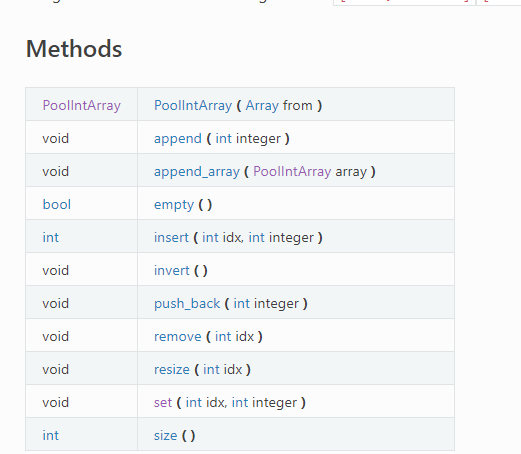 Methods
PoolIntArray PoolIntArray ( Array from )
void append ( int integer )
void append_array ( PoolIntArray array )
bool empty ( )
int insert ( int idx, int integer )
void invert ( )
void push_back ( int integer )
void remove ( int idx )
void resize ( int idx )
void set ( int idx, int integer )
int size ( )